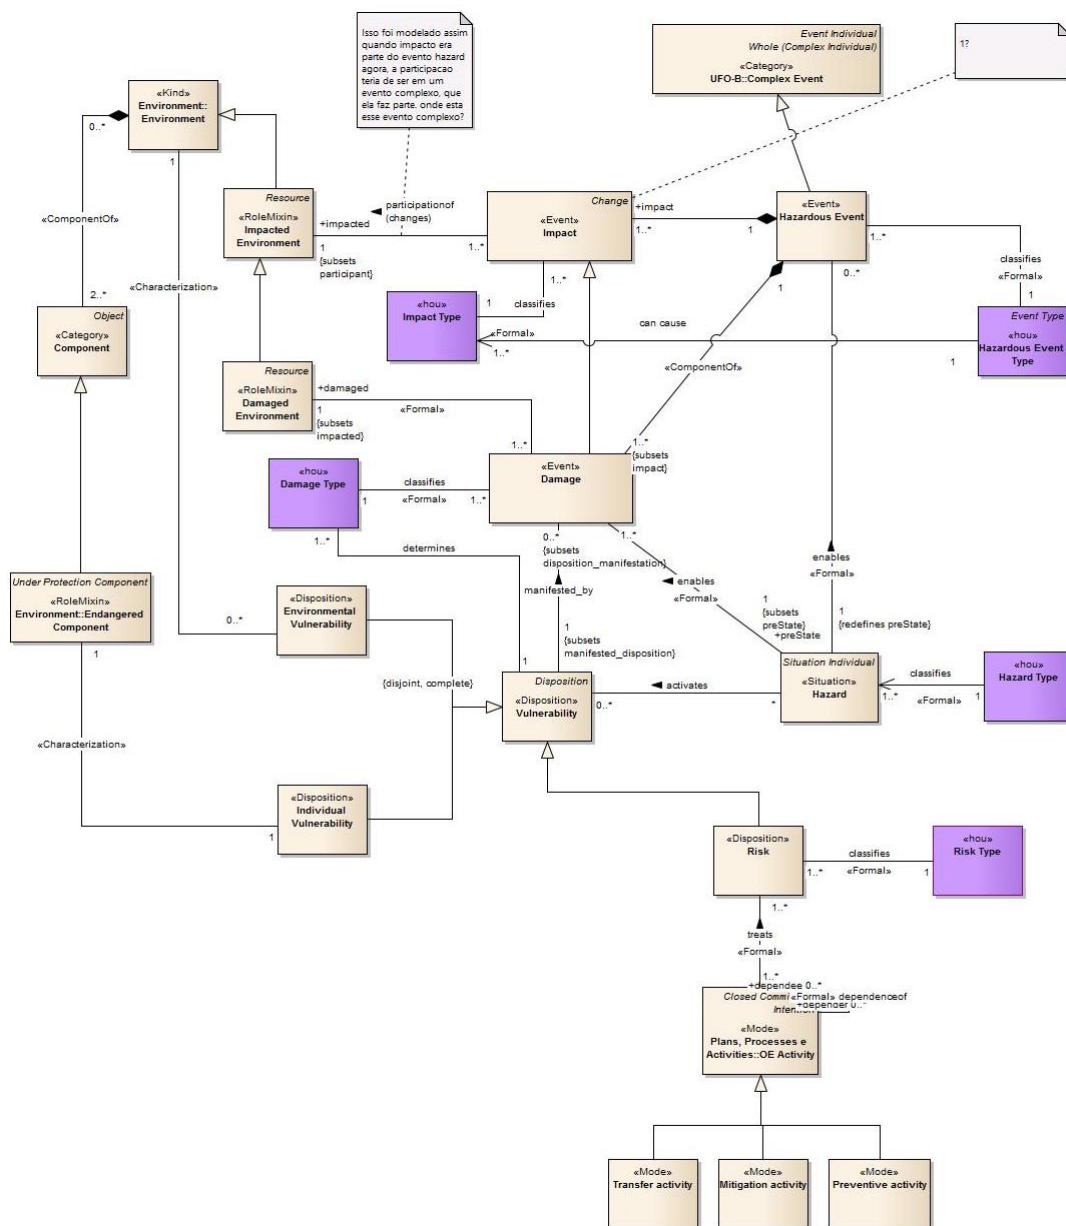 Isso foi modelado assim
quando impacto era
parte do evento hazard
agora, a participacao
teria de ser em um
evento complexo, que
ela faz parte. onde esta
esse evento complexo?
Event Individual
Whole (Complex Individual)
«Category»
UFO-B::Complex Event
1?
«Kind»
Environment::
Environment
0..*
1
«ComponentOf»
«Characterization»
2..*
Resource
«RoleMixin»
Impacted
Environment
+impacted
participationof
(changes)
1
{subsets
participant}
1..*
Change
«Event»
Impact
+impact
1..*
1
«Event»
Hazardous Event
1..*
1
0..*
classifies
«Formal»
1
Event Type
«hou»
Hazardous Event
Type
1
can cause
«hou»
Impact Type
1
classifies
1..*
«Formal»
1..*
«ComponentOf»
Object
«Category»
Component
Resource
«RoleMixin»
Damaged
Environment
+damaged
1
{subsets
impacted}
«Formal»
1..*
1..*
{subsets
impact}
«Event»
Damage
«hou»
Damage Type
classifies
1
«Formal»
1..*
1..*
determines
0..*
{subsets
disposition_manifestation}
manifested_by
1
{subsets
manifested_disposition}
1
1..*
enables
«Formal»
1
{subsets
preState}
+preState
enables
«Formal»
1
{redefines preState}
Under Protection Component
«RoleMixin»
Environment::Endangered
Component
1
«Characterization»
«Disposition»
Environmental
Vulnerability
0..*
{disjoint, complete}
Disposition
«Disposition»
Vulnerability
activates
0..*
*
Situation Individual
«Situation»
Hazard
classifies
1..*
«Formal»
1
«hou»
Hazard Type
«Disposition»
Individual
Vulnerability
1
«Disposition»
Risk
classifies
1..*
«Formal»
1
«hou»
Risk Type
1..*
treats
«Formal»
1..*
+dependee 0..*
«Formal» dependenceof
+depender 0..*
Closed Commi
Intention
«Mode»
Plans, Processes e
Activities::OE Activity
«Mode»
Transfer activity
«Mode»
Mitigation activity
«Mode»
Preventive activity